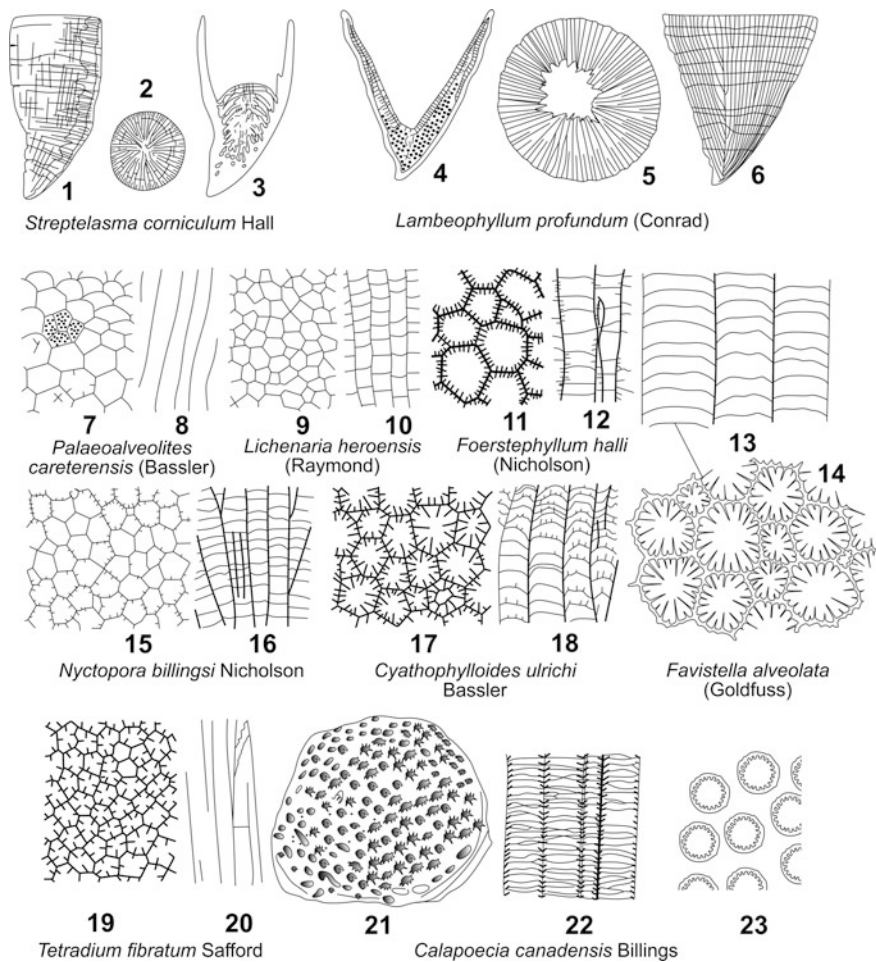 1
2
3
4
5
6
Streptelasma corniculum Hall
Lambeophyllum profundum (Conrad)
7
8
9
10
11
12
13
14
Palaeoalveolites
careterensis (Bassler)
Lichenaria heroensis
(Raymond)
Foerstephyllum halli
(Nicholson)
15
16
17
18
Nyctopora billingsi Nicholson
Cyathophylloides ulrichi
Bassler
Favistella alveolata
(Goldfuss)
19
20
21
22
23
Tetradium fibratum Safford
Calapoecia canadensis Billings